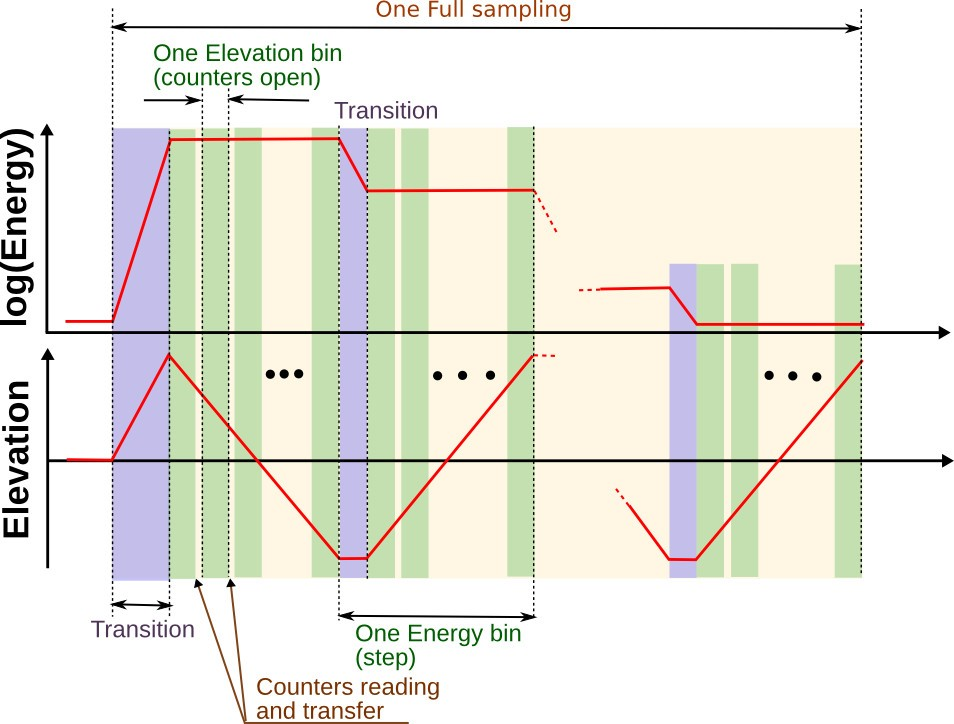 One Full sampling
One Elevation bin
(counters open)
Transition
log(Energy)
Elevation
Transition
One Energy bin
(step)
Counters reading
and transfer